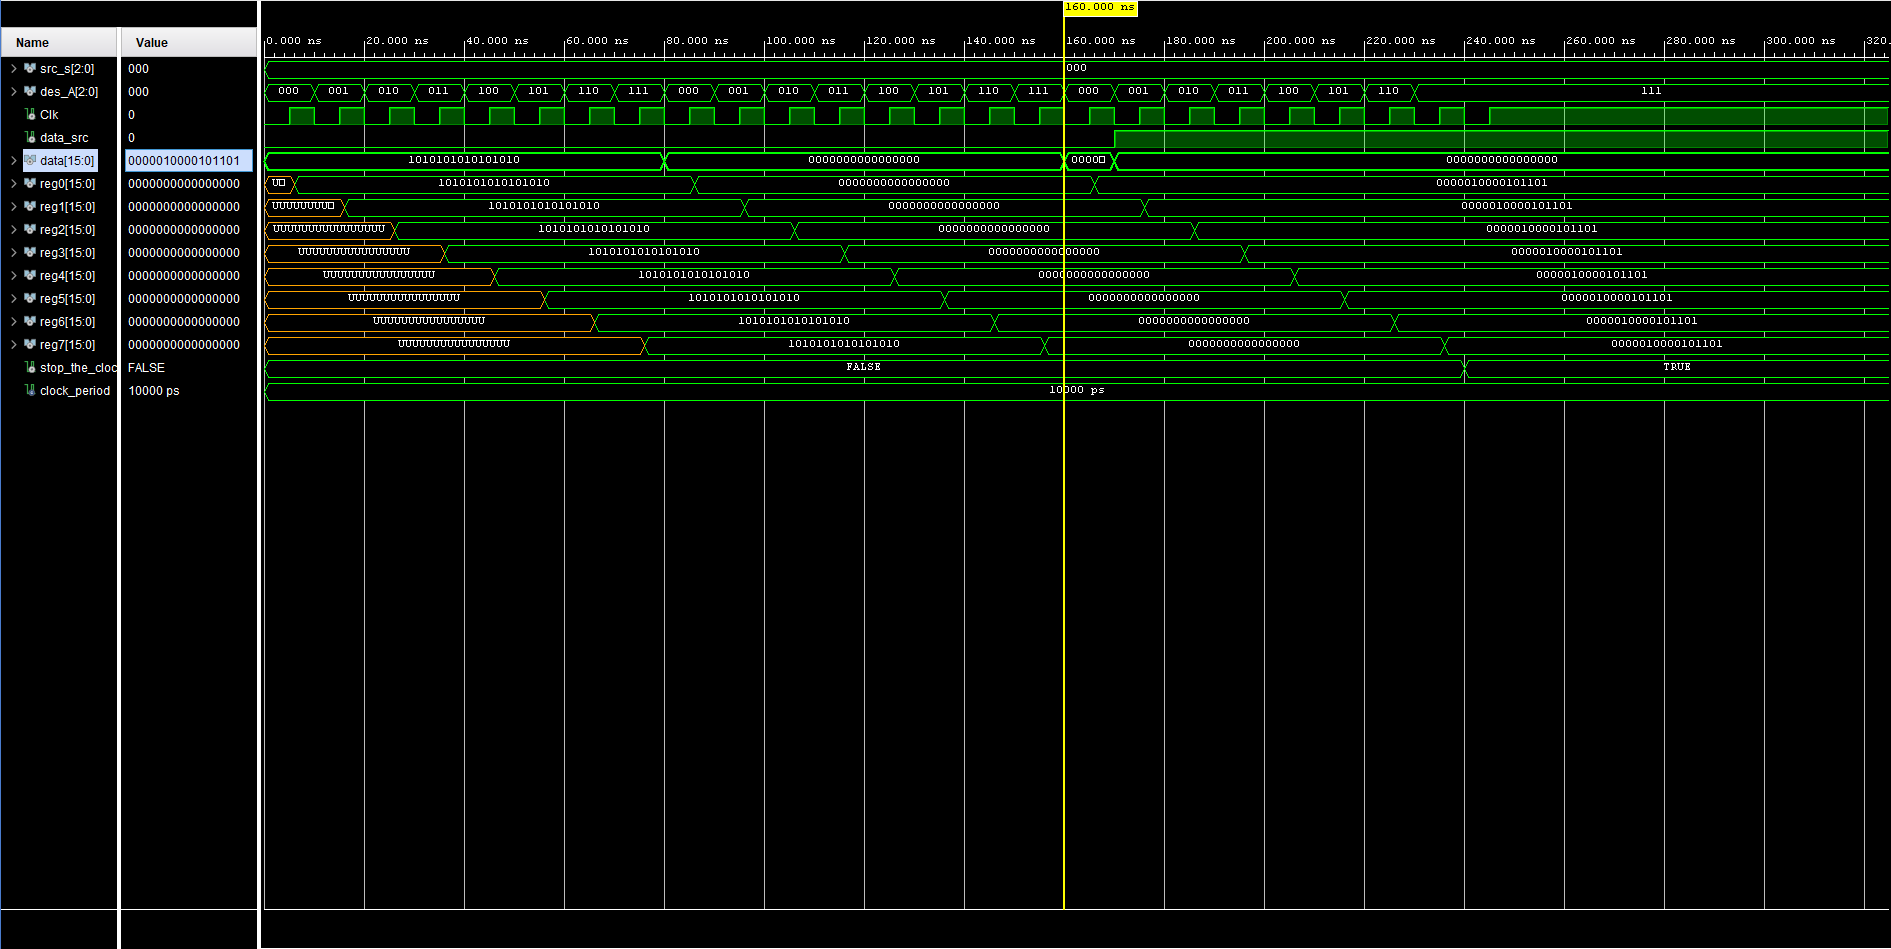 160.000 ns
Name Value 0.000 ns 20.000 ns 40.000 ns 60.000 ns 80.000 ns 100.000 ns 120.000 ns 140.000 ns 160.000 ns 180.000 ns 200.000 ns 220.000 ns 240.000 ns 260.000 ns 280.000 ns 300.000 ns 320.
src_s[2:0] 000 000
des_A[2:0] 000 000 001 010 011 100 101 110 111 000 001 010 011 100 101 110 111 000 001 010 011 100 101 110 111
Clk 0
data_src 0
data[15:0] 0000010000101101 1010101010101010 0000000000000000 0000 0000000000000000
reg0[15:0] 0000000000000000 U 1010101010101010 0000000000000000 0000010000101101
reg1[15:0] 0000000000000000 UUUUUUUU 1010101010101010 0000000000000000 0000010000101101
reg2[15:0] 0000000000000000 UUUUUUUUUUUUUUUU 1010101010101010 0000000000000000 0000010000101101
reg3[15:0] 0000000000000000 UUUUUUUUUUUUUUUU 1010101010101010 0000000000000000 0000010000101101
reg4[15:0] 0000000000000000 UUUUUUUUUUUUUUUU 1010101010101010 0000000000000000 0000010000101101
reg5[15:0] 0000000000000000 UUUUUUUUUUUUUUUU 1010101010101010 0000000000000000 0000010000101101
reg6[15:0] 0000000000000000 UUUUUUUUUUUUUUUU 1010101010101010 0000000000000000 0000010000101101
reg7[15:0] 0000000000000000 UUUUUUUUUUUUUUUU 1010101010101010 0000000000000000 0000010000101101
stop_the_cloc FALSE FALSE TRUE
clock_period 10000 ps 10000 ps